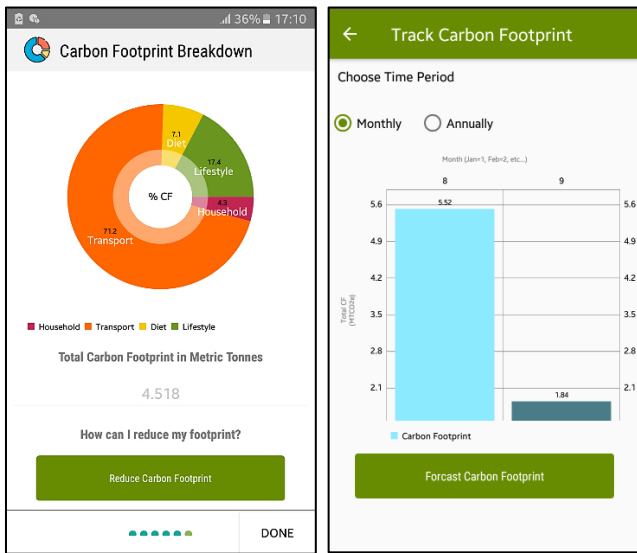 36% 17:10
Carbon Footprint Breakdown
7.1
Diet
17.4
Lifestyle
% CF
4.3
Household
71.2
Transport
Household Transport Diet Lifestyle
Total Carbon Footprint in Metric Tonnes
4.518
How can I reduce my footprint?
Reduce Carbon Footprint
DONE
Track Carbon Footprint
Choose Time Period
Monthly Annually
Month (Jan=1, Feb=2, etc...)
8 9
5.6 5.52 5.6
4.9 4.9
4.2 4.2
3.5 3.5
Total CF
(MTCO2e)
2.8 2.8
2.1 2.1
1.84
Carbon Footprint
Forcast Carbon Footprint